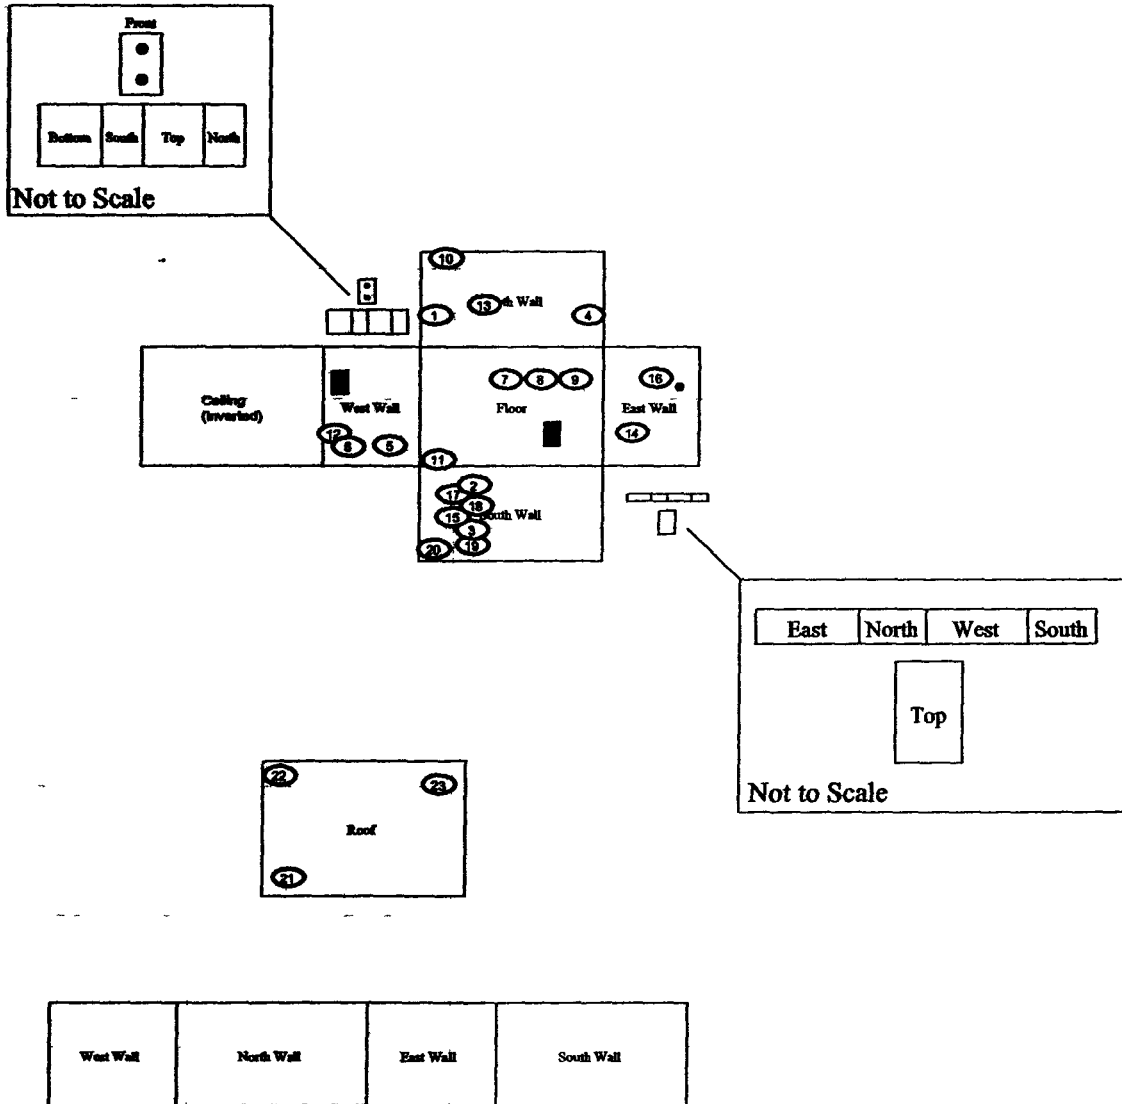 Front
Bottom South Top North
Not to Scale
10
13 th Wall
1
4
7 8 9
16
Ceiling
(Inverted)
West Wall
Floor
East Wall
12
6
5
14
11
2
17
18
15 South Wall
3
20
19
East North West South
Top
Not to Scale
22
23
Roof
21
West Wall North Wall East Wall South Wall